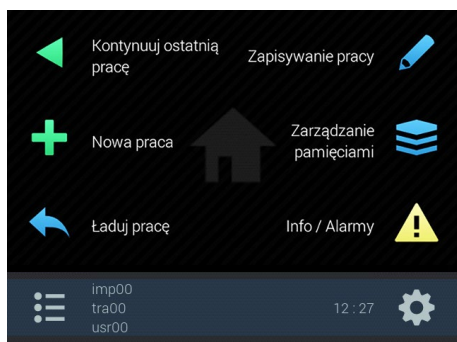 Kontynuuj ostatnią
pracę
Zapisywanie pracy
Nowa praca
Zarządzanie
pamięciami
Ładuj pracę
Info / Alarmy
imp00
tra00
usr00
12 : 27